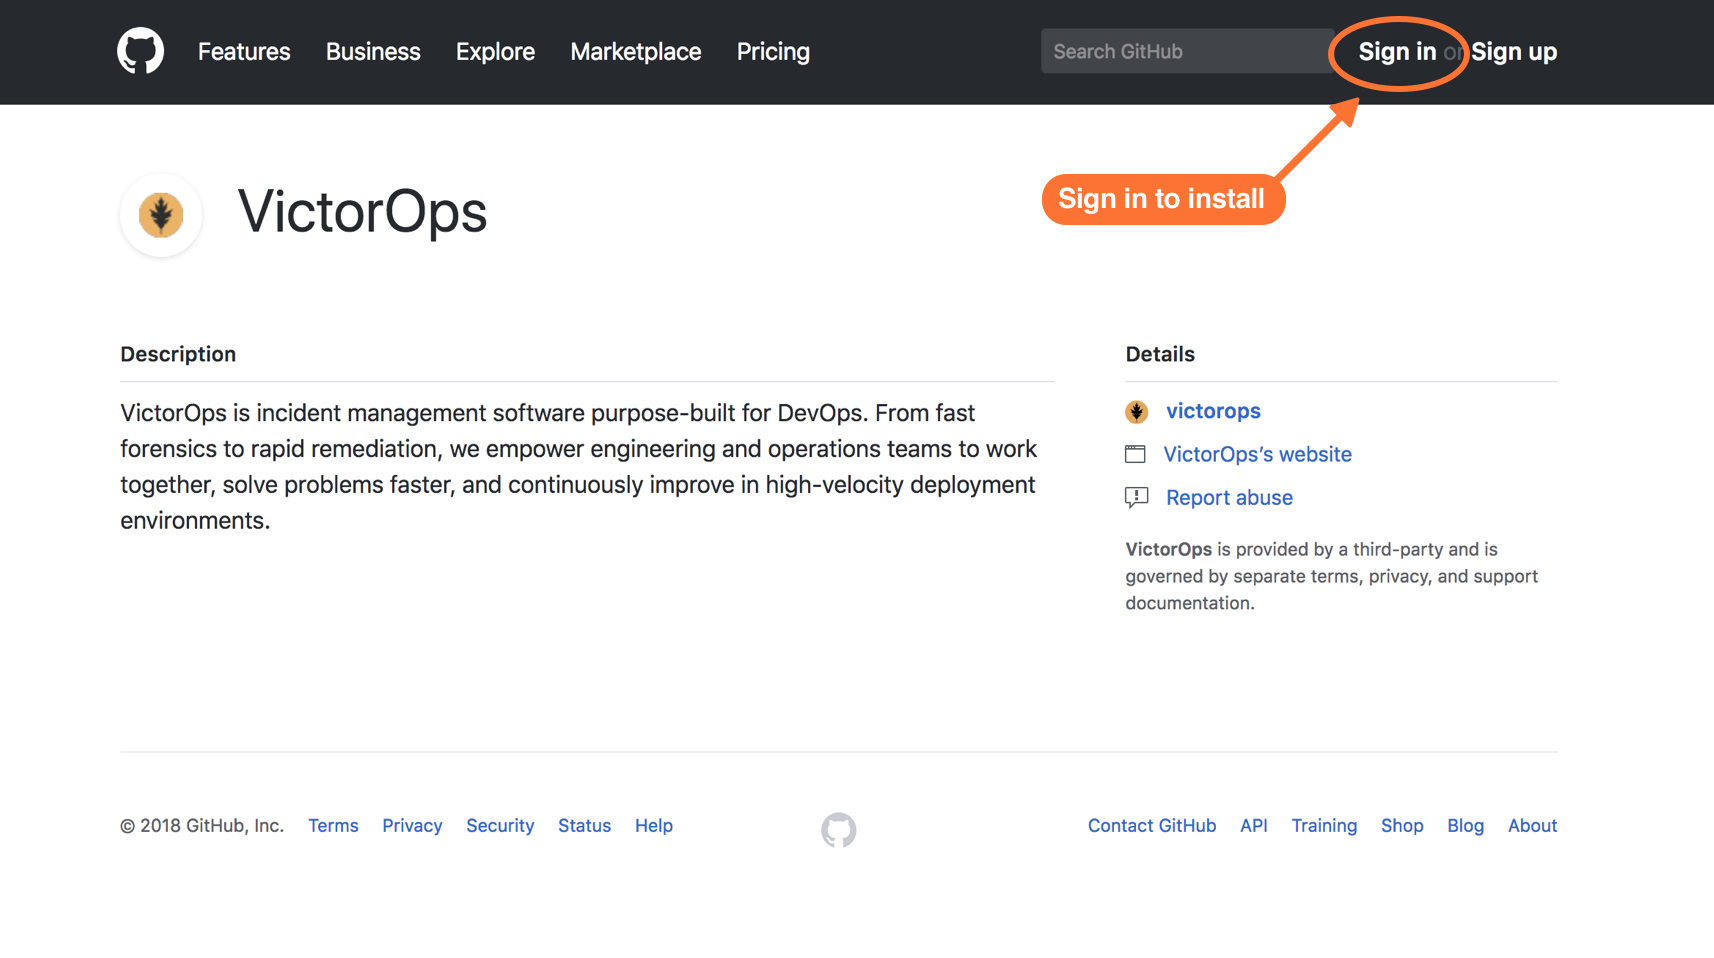 Features Business Explore Marketplace Pricing Search GitHub Sign in or Sign up
Sign in to install
VictorOps
Description
VictorOps is incident management software purpose-built for DevOps. From fast
forensics to rapid remediation, we empower engineering and operations teams to work
together, solve problems faster, and continuously improve in high-velocity deployment
environments.
Details
victorops
VictorOps’s website
Report abuse
VictorOps is provided by a third-party and is
governed by separate terms, privacy, and support
documentation.
© 2018 GitHub, Inc. Terms Privacy Security Status Help Contact GitHub API Training Shop Blog About